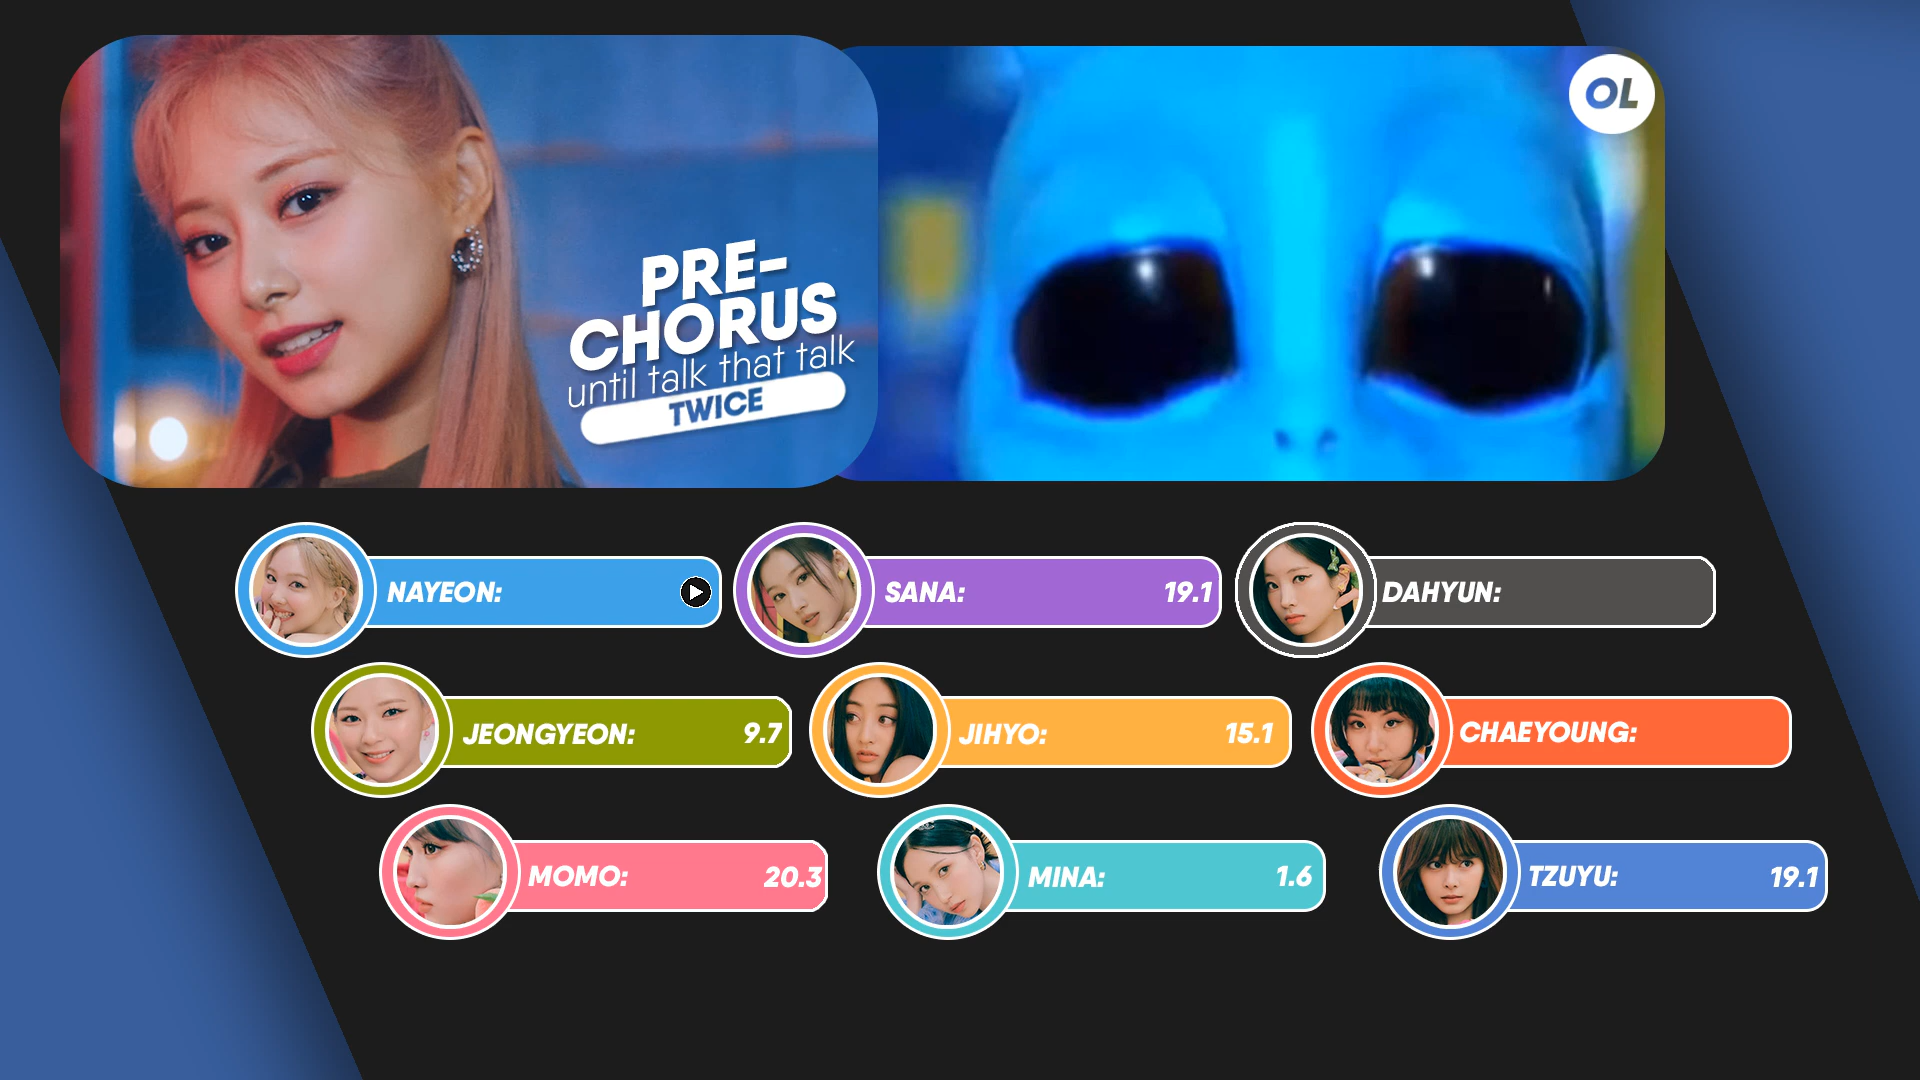 OL
PRE-
CHORUS
until talk that talk
TWICE
NAYEON:
SANA: 19.1
DAHYUN:
JEONGYEON: 9.7
JIHYO: 15.1
CHAEYOUNG:
MOMO: 20.3
MINA: 1.6
TZUYU: 19.1